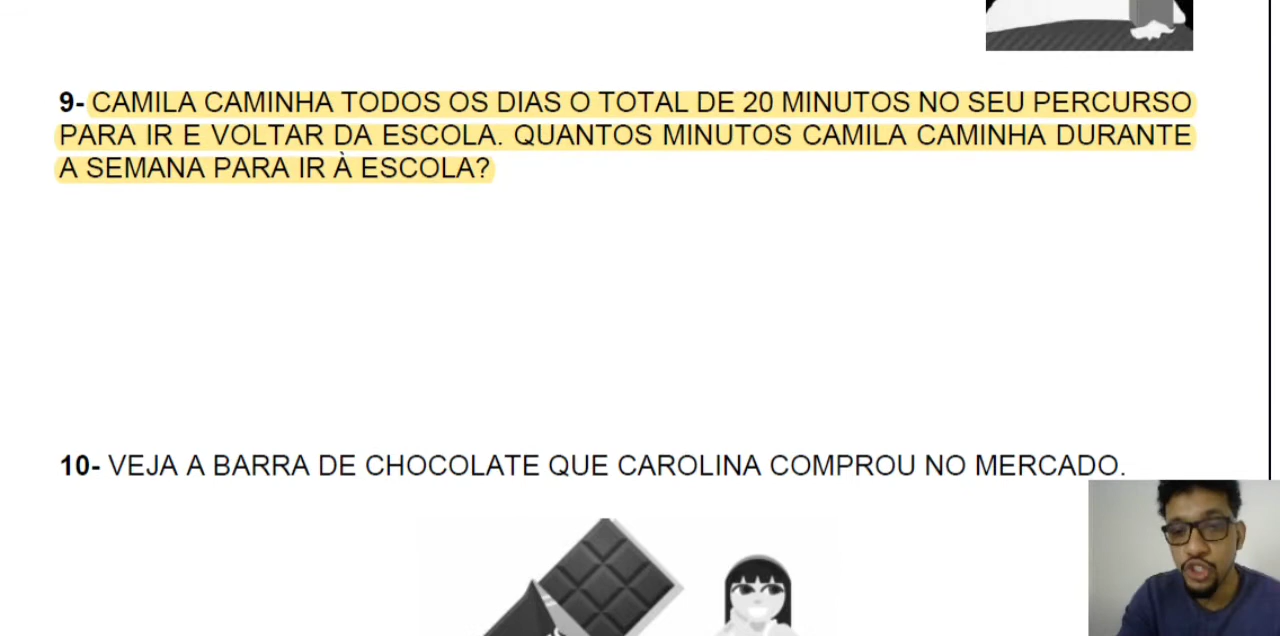 9- CAMILA CAMINHA TODOS OS DIAS O TOTAL DE 20 MINUTOS NO SEU PERCURSO
PARA IR E VOLTAR DA ESCOLA. QUANTOS MINUTOS CAMILA CAMINHA DURANTE
A SEMANA PARA IR À ESCOLA?
10- VEJA A BARRA DE CHOCOLATE QUE CAROLINA COMPROU NO MERCADO.